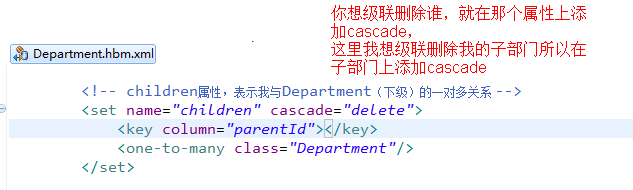 你想级联删除谁，就在那个属性上添
加cascade，
这里我想级联删除我的子部门所以在
子部门上添加cascade
Department.hbm.xml
<!-- children属性，表示我与Department（下级）的一对多关系 -->
<set name="children" cascade="delete">
<key column="parentId"></key>
<one-to-many class="Department"/>
</set>